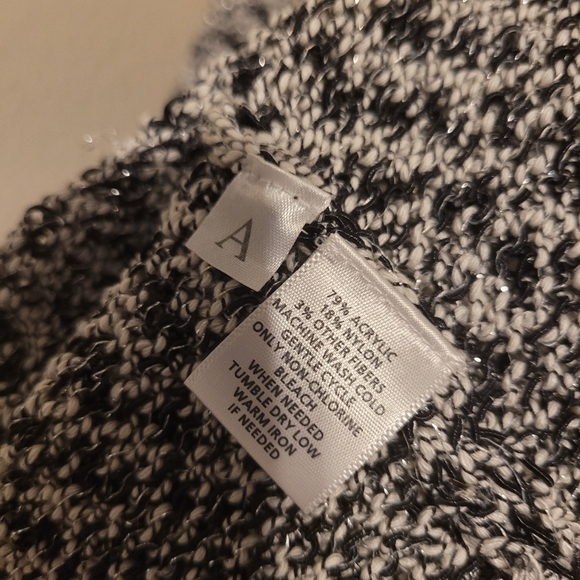 A
79% ACRYLIC
18% NYLON
3% OTHER FIBERS
MACHINE WASH COLD
GENTLE CYCLE
ONLY NON-CHLORINE
BLEACH
WHEN NEEDED
TUMBLE DRY LOW
WARM IRON
IF NEEDED